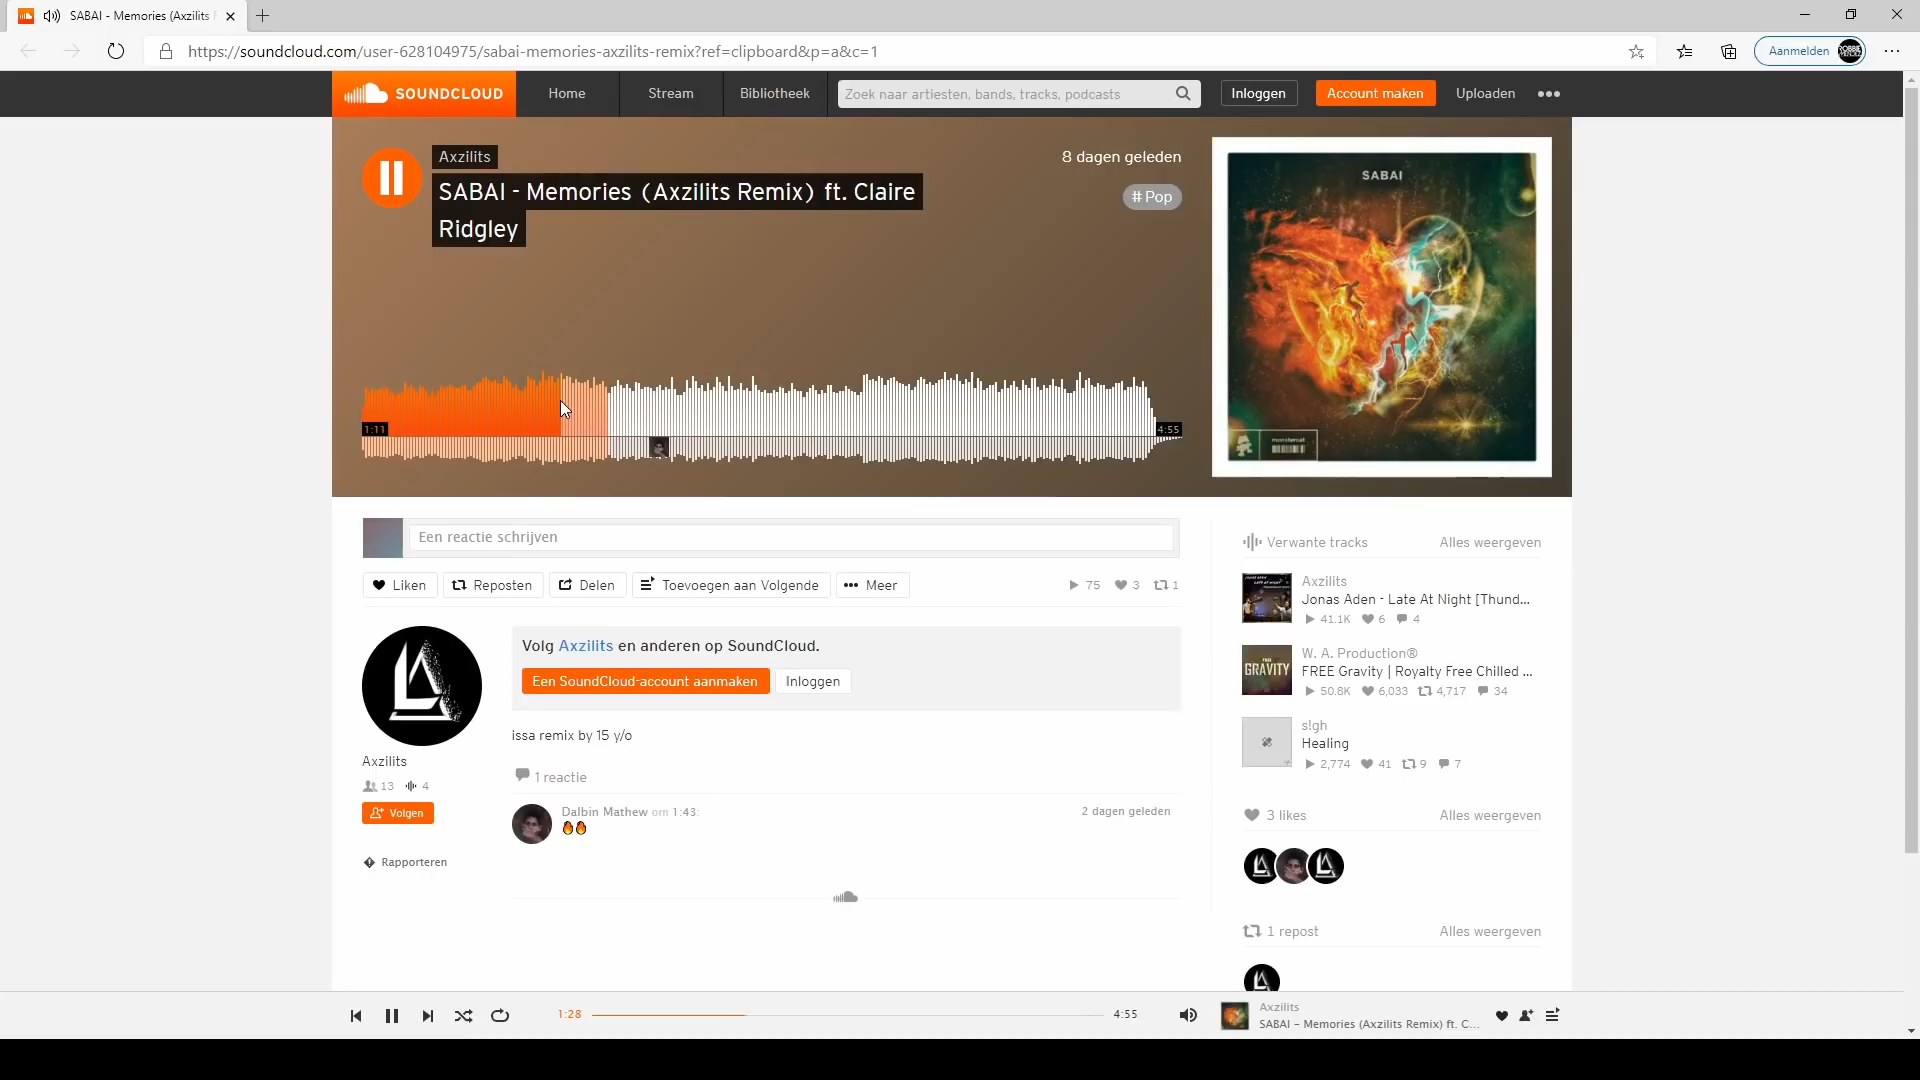 SABAI - Memories (Axzilits
https://soundcloud.com/user-628104975/sabai-memories-axzilits-remix?ref=clipboard&p=a&c=1
Aanmelden
ROBBIE
SOUNDCLOUD
Home
Stream
Bibliotheek
Zoek naar artiesten, bands, tracks, podcasts
Inloggen
Account maken
Uploaden
Axzilits
8 dagen geleden
SABAI - Memories (Axzilits Remix) ft. Claire
Ridgley
# Pop
SABAI
monstercat
1:11
4:55
Een reactie schrijven
Liken
Reposten
Delen
Toevoegen aan Volgende
Meer
75
3
1
Volg Axzilits en anderen op SoundCloud.
Een SoundCloud-account aanmaken
Inloggen
issa remix by 15 y/o
Axzilits
13
4
Volgen
Rapporteren
1 reactie
Dalbin Mathew om 1:43:
2 dagen geleden
🔥🔥
Verwante tracks
Alles weergeven
Axzilits
Jonas Aden - Late At Night [Thund...
41.1K
6
4
FREE
GRAVITY
W. A. Production®
FREE Gravity | Royalty Free Chilled ...
50.8K
6,033
4,717
34
s!gh
Healing
2,774
41
9
7
3 likes
Alles weergeven
1 repost
Alles weergeven
1:28
4:55
Axzilits
SABAI - Memories (Axzilits Remix) ft. C...